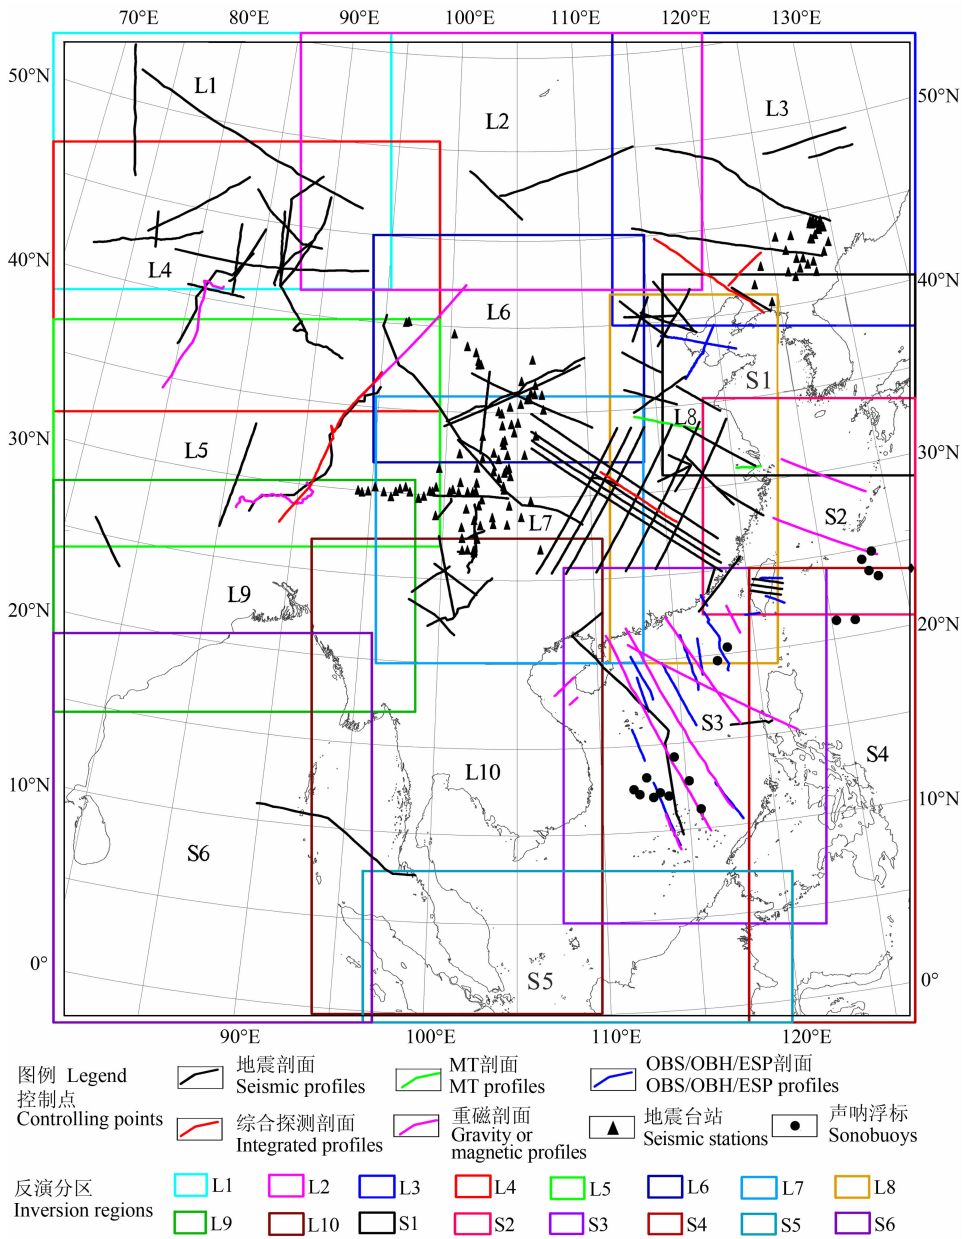 70°E 80°E 90°E 100°E 110°E 120°E 130°E
50°N
50°N
L1
L2
L3
40°N
40°N
L4
L6
S1
L8
30°N
30°N
L5
L7
S2
20°N
20°N
L9
S3
S4
10°N
10°N
L10
S6
0°
0°
S5
90°E 100°E 110°E 120°E
图例 Legend
控制点
Controlling points
地震剖面
Seismic profiles
MT剖面
MT profiles
OBS/OBH/ESP剖面
OBS/OBH/ESP profiles
综合探测剖面
Integrated profiles
重磁剖面
Gravity or
magnetic profiles
地震台站
Seismic stations
声呐浮标
Sonobuoys
反演分区
Inversion regions
L1 L2 L3 L4 L5 L6 L7 L8
L9 L10 S1 S2 S3 S4 S5 S6